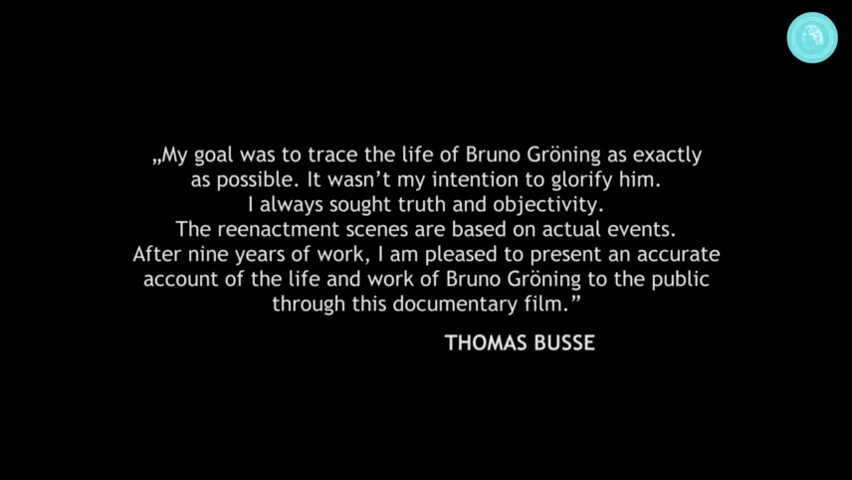 „My goal was to trace the life of Bruno Gröning as exactly
as possible. It wasn’t my intention to glorify him.
I always sought truth and objectivity.
The reenactment scenes are based on actual events.
After nine years of work, I am pleased to present an accurate
account of the life and work of Bruno Gröning to the public
through this documentary film.”
THOMAS BUSSE